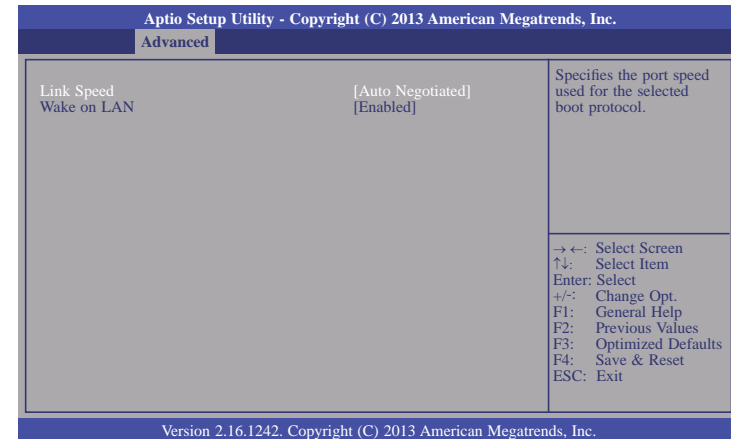 Aptio Setup Utility - Copyright (C) 2013 American Megatrends, Inc.
Advanced
Link Speed [Auto Negotiated]
Wake on LAN [Enabled]
Specifies the port speed
used for the selected
boot protocol.
→←: Select Screen
↑↓: Select Item
Enter: Select
+/-: Change Opt.
F1: General Help
F2: Previous Values
F3: Optimized Defaults
F4: Save & Reset
ESC: Exit
Version 2.16.1242. Copyright (C) 2013 American Megatrends, Inc.